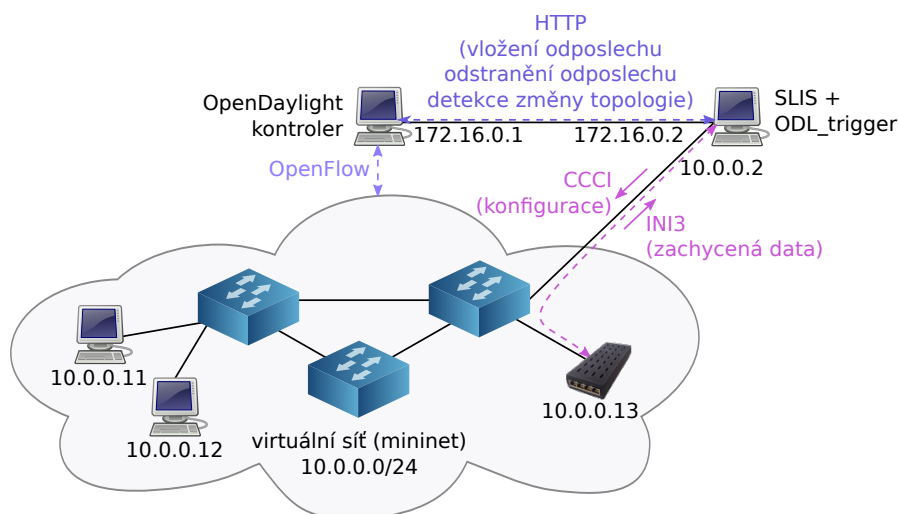 HTTP
(vložení odposlechu
odstranění odposlechu
detekce změny topologie)
OpenDaylight
kontroler
SLIS +
ODL_trigger
172.16.0.1
172.16.0.2
10.0.0.2
OpenFlow
CCCI
(konfigurace)
INI3
(zachycená data)
10.0.0.11
10.0.0.12
10.0.0.13
virtuální síť (mininet)
10.0.0.0/24